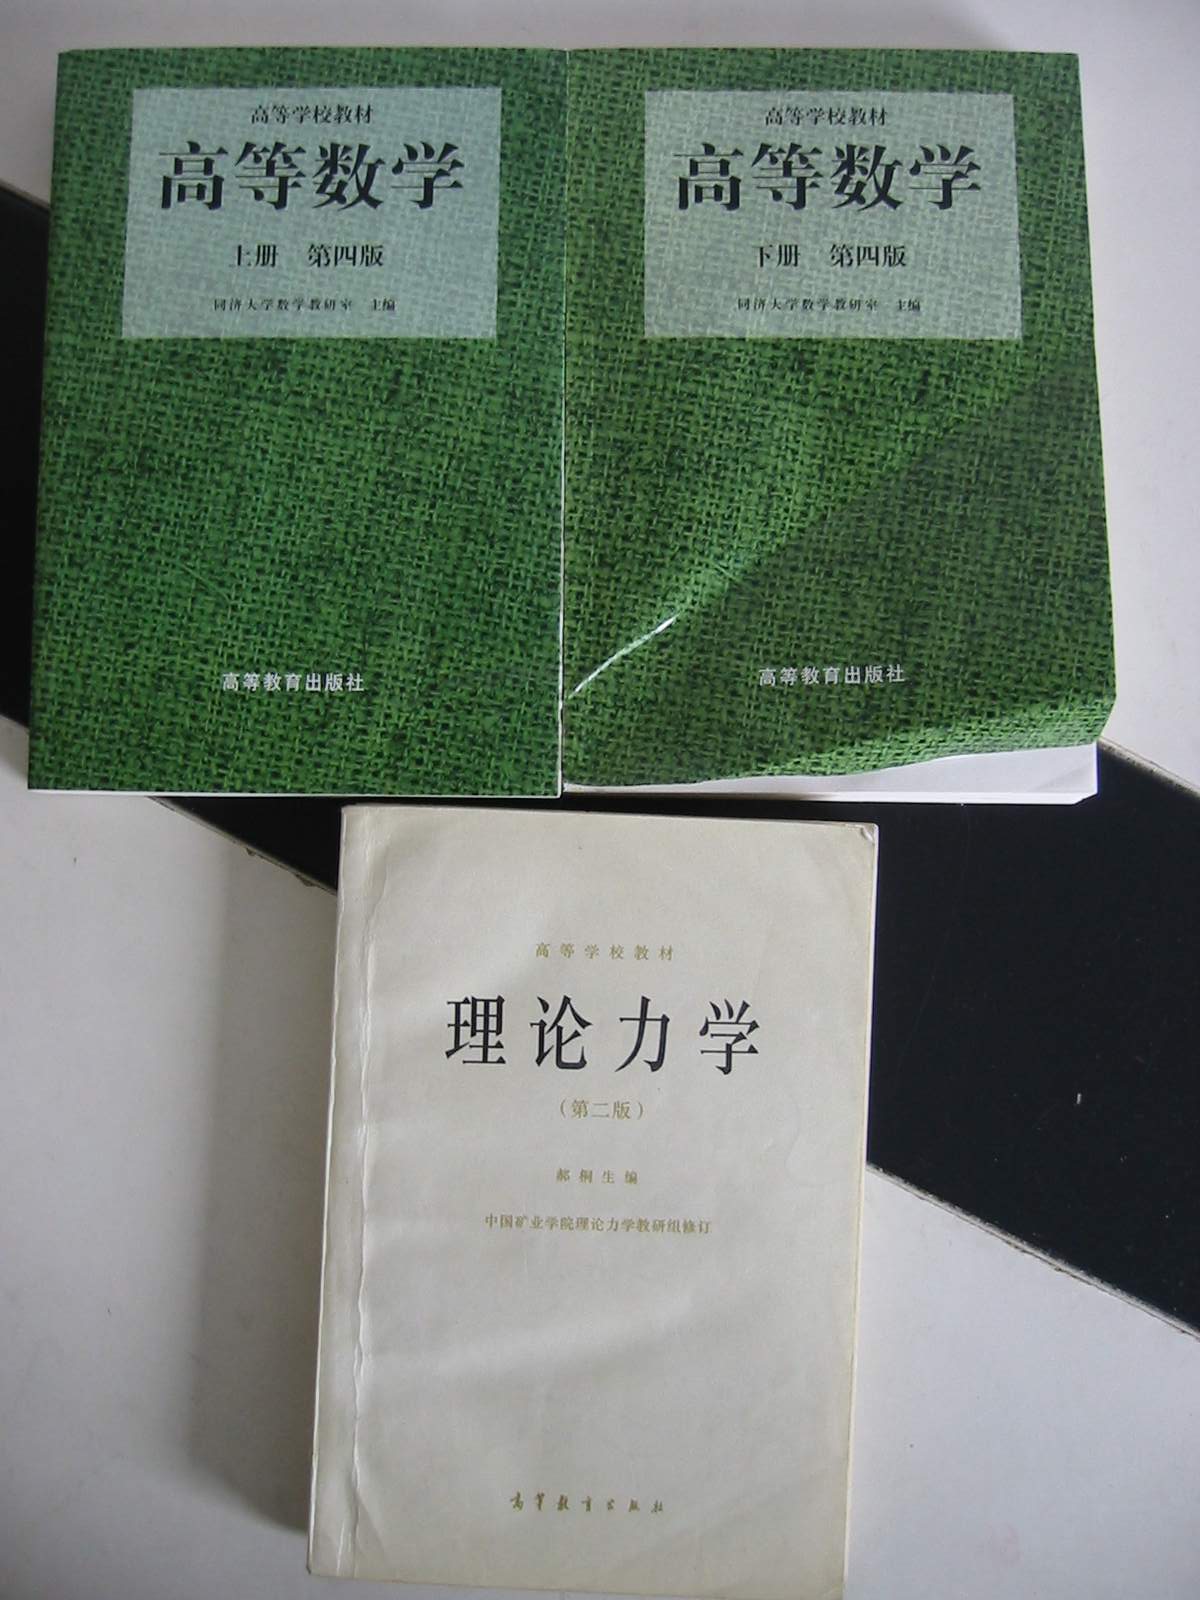 高等学校教材
高等数学
上册 第四版
同济大学数学教研室 主编
高等教育出版社
高等学校教材
高等数学
下册 第四版
同济大学数学教研室 主编
高等教育出版社
高等学校教材
理论力学
(第二版)
郝桐生编
中国矿业学院理论力学教研组修订
高等教育出版社